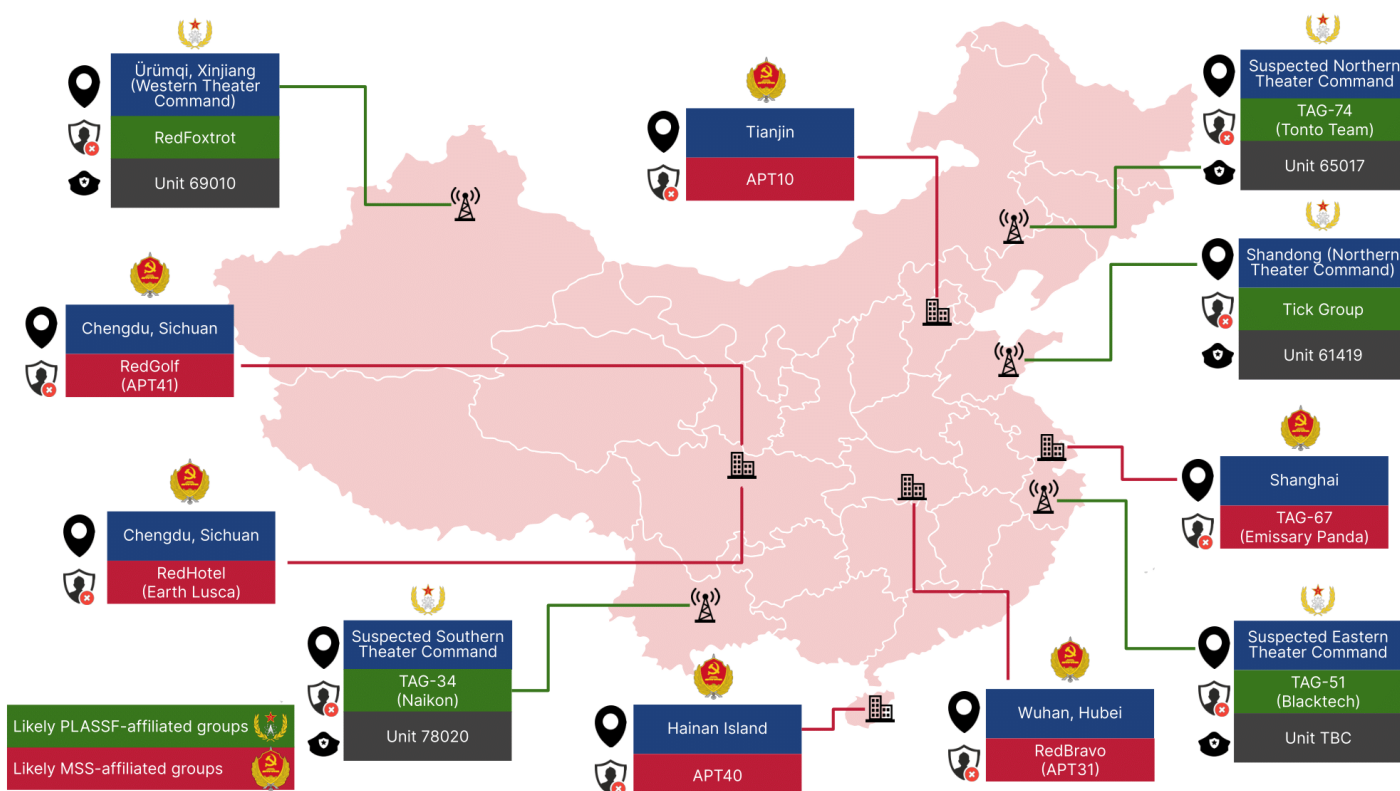 Ürümqi, Xinjiang
(Western Theater
Command)
RedFoxtrot
Unit 69010
Tianjin
APT10
Suspected Northern
Theater Command
TAG-74
(Tonto Team)
Unit 65017
Shandong (Northern
Theater Command)
Tick Group
Unit 61419
Chengdu, Sichuan
RedGolf
(APT41)
Shanghai
TAG-67
(Emissary Panda)
Chengdu, Sichuan
RedHotel
(Earth Lusca)
Suspected Southern
Theater Command
TAG-34
(Naikon)
Unit 78020
Hainan Island
APT40
Wuhan, Hubei
RedBravo
(APT31)
Suspected Eastern
Theater Command
TAG-51
(Blacktech)
Unit TBC
Likely PLASSF-affiliated groups
Likely MSS-affiliated groups